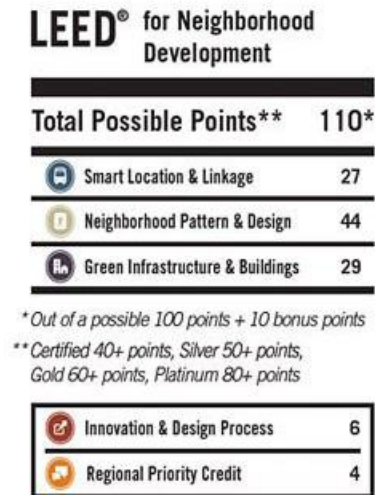 LEED® for Neighborhood
Development
Total Possible Points** 110*
Smart Location & Linkage 27
Neighborhood Pattern & Design 44
Green Infrastructure & Buildings 29
*Out of a possible 100 points + 10 bonus points
**Certified 40+ points, Silver 50+ points,
Gold 60+ points, Platinum 80+ points
Innovation & Design Process 6
Regional Priority Credit 4